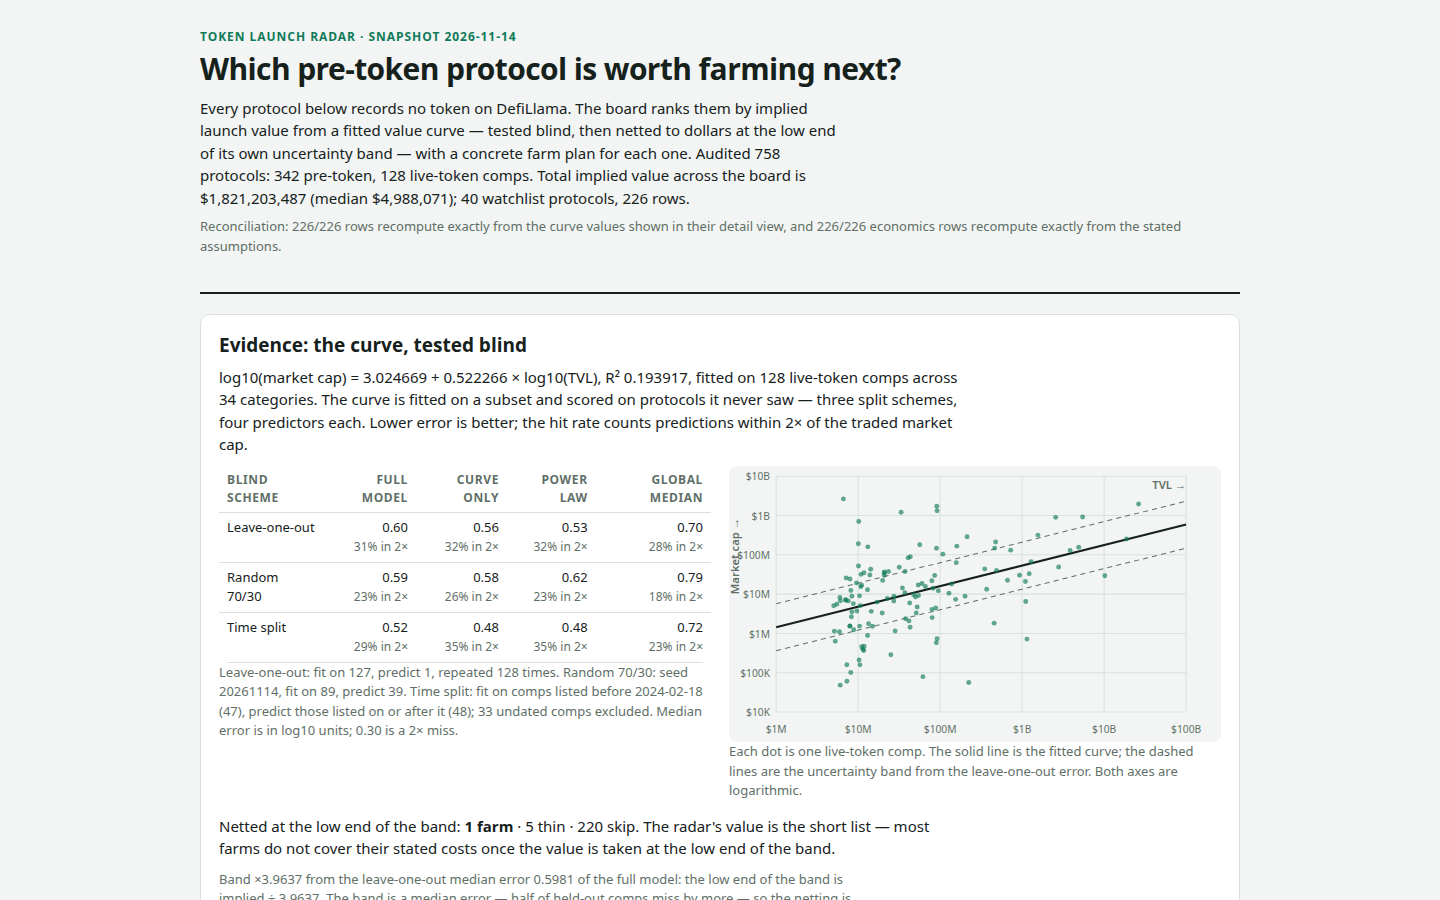 TOKEN LAUNCH RADAR · SNAPSHOT 2026-11-14
Which pre-token protocol is worth farming next?
Every protocol below records no token on DefiLlama. The board ranks them by implied
launch value from a fitted value curve — tested blind, then netted to dollars at the low end
of its own uncertainty band — with a concrete farm plan for each one. Audited 758
protocols: 342 pre-token, 128 live-token comps. Total implied value across the board is
$1,821,203,487 (median $4,988,071); 40 watchlist protocols, 226 rows.
Reconciliation: 226/226 rows recompute exactly from the curve values shown in their detail view, and 226/226 economics rows recompute exactly from the stated
assumptions.
Evidence: the curve, tested blind
log10(market cap) = 3.024669 + 0.522266 × log10(TVL), R² 0.193917, fitted on 128 live-token comps across
34 categories. The curve is fitted on a subset and scored on protocols it never saw — three split schemes,
four predictors each. Lower error is better; the hit rate counts predictions within 2× of the traded market
cap.
BLIND SCHEME FULL MODEL CURVE ONLY POWER LAW GLOBAL MEDIAN
Leave-one-out 0.60 0.56 0.53 0.70
31% in 2× 32% in 2× 32% in 2× 28% in 2×
Random 70/30 0.59 0.58 0.62 0.79
23% in 2× 26% in 2× 23% in 2× 18% in 2×
Time split 0.52 0.48 0.48 0.72
29% in 2× 35% in 2× 35% in 2× 23% in 2×
Leave-one-out: fit on 127, predict 1, repeated 128 times. Random 70/30: seed
20261114, fit on 89, predict 39. Time split: fit on comps listed before 2024-02-18
(47), predict those listed on or after it (48); 33 undated comps excluded. Median
error is in log10 units; 0.30 is a 2× miss.
$10B
TVL →
$1B
Market cap →
$100M
$10M
$1M
$100K
$10K
$1M $10M $100M $1B $10B $100B
Each dot is one live-token comp. The solid line is the fitted curve; the dashed
lines are the uncertainty band from the leave-one-out error. Both axes are
logarithmic.
Netted at the low end of the band: 1 farm · 5 thin · 220 skip. The radar's value is the short list — most
farms do not cover their stated costs once the value is taken at the low end of the band.
Band ×3.9637 from the leave-one-out median error 0.5981 of the full model: the low end of the band is
implied ÷ 3.9637. The band is a median error — half of held-out comps miss by more — so the netting is